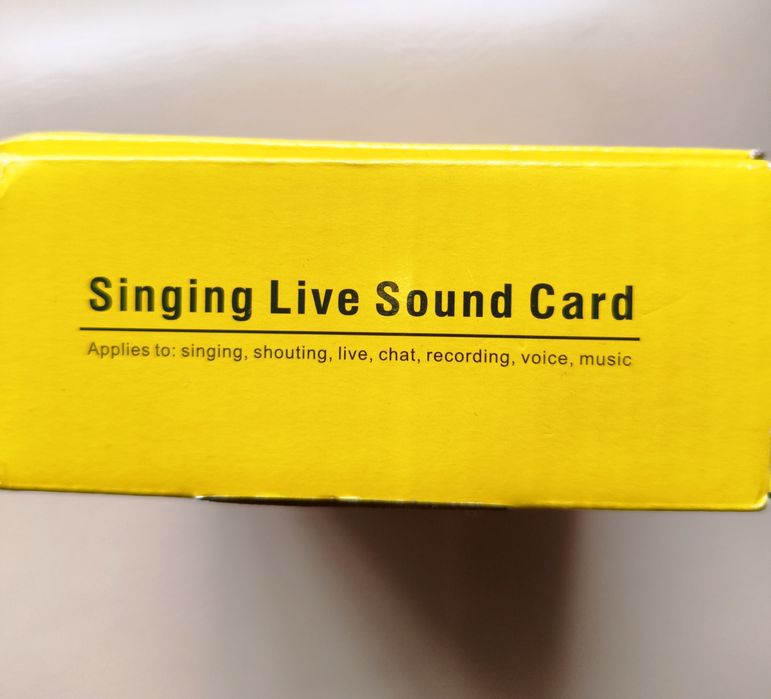 Singing Live Sound Card
Applies to: singing, shouting, live, chat, recording, voice, music